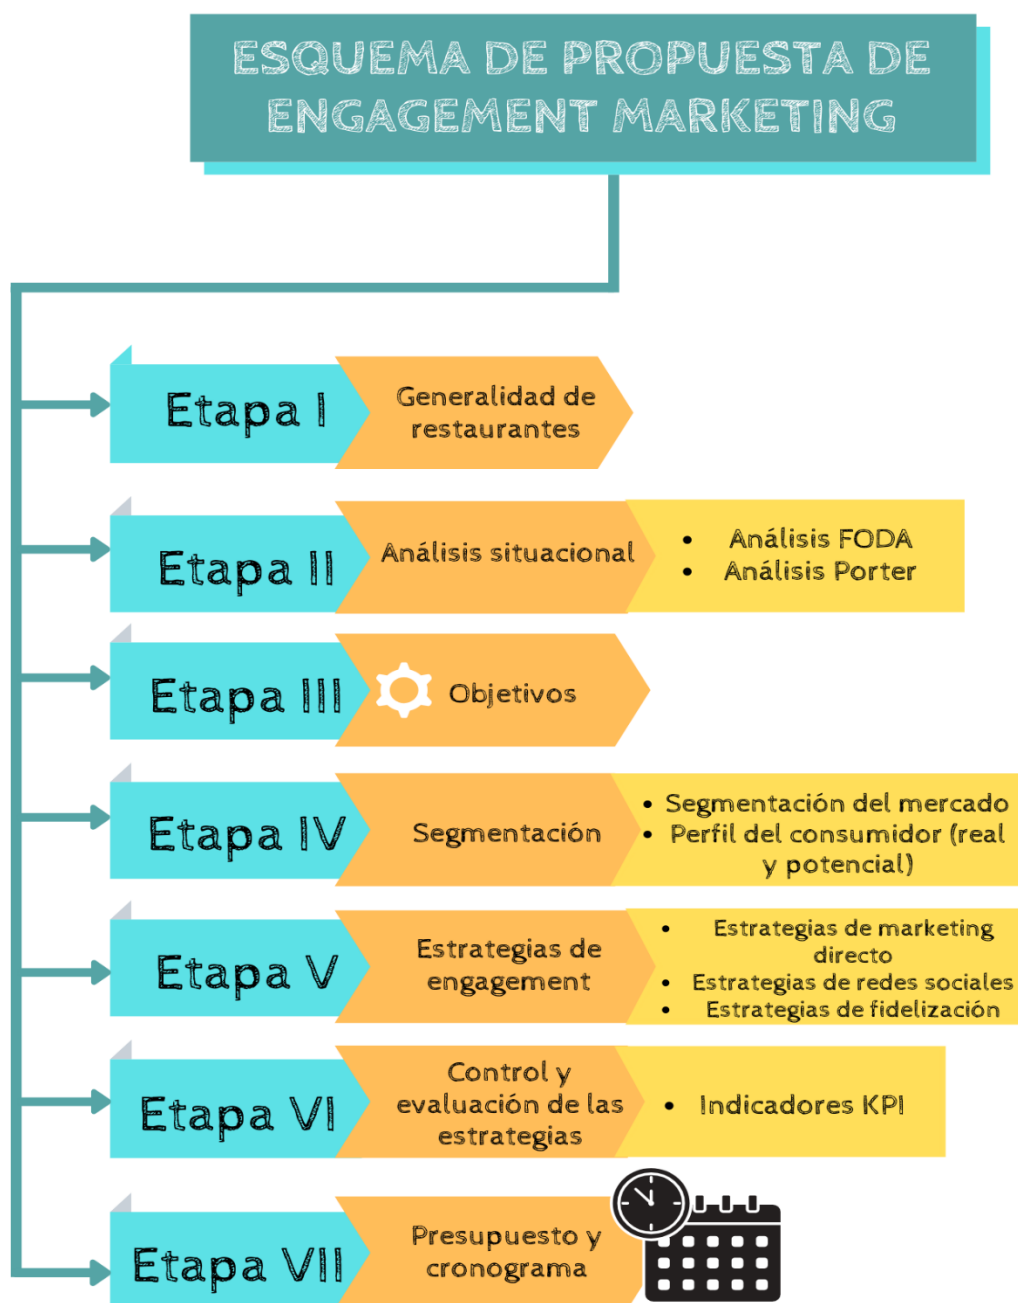 ESQUEMA DE PROPUESTA DE
ENGAGEMENT MARKETING
Etapa I
Generalidad de
restaurantes
Etapa II
Análisis situacional
• Análisis FODA
• Análisis Porter
Etapa III
Objetivos
Etapa IV
Segmentación
• Segmentación del mercado
• Perfil del consumidor (real
y potencial)
Etapa V
Estrategias de
engagement
• Estrategias de marketing
directo
• Estrategias de redes sociales
• Estrategias de fidelización
Etapa VI
Control y
evaluación de las
estrategias
• Indicadores KPI
Etapa VII
Presupuesto y
cronograma